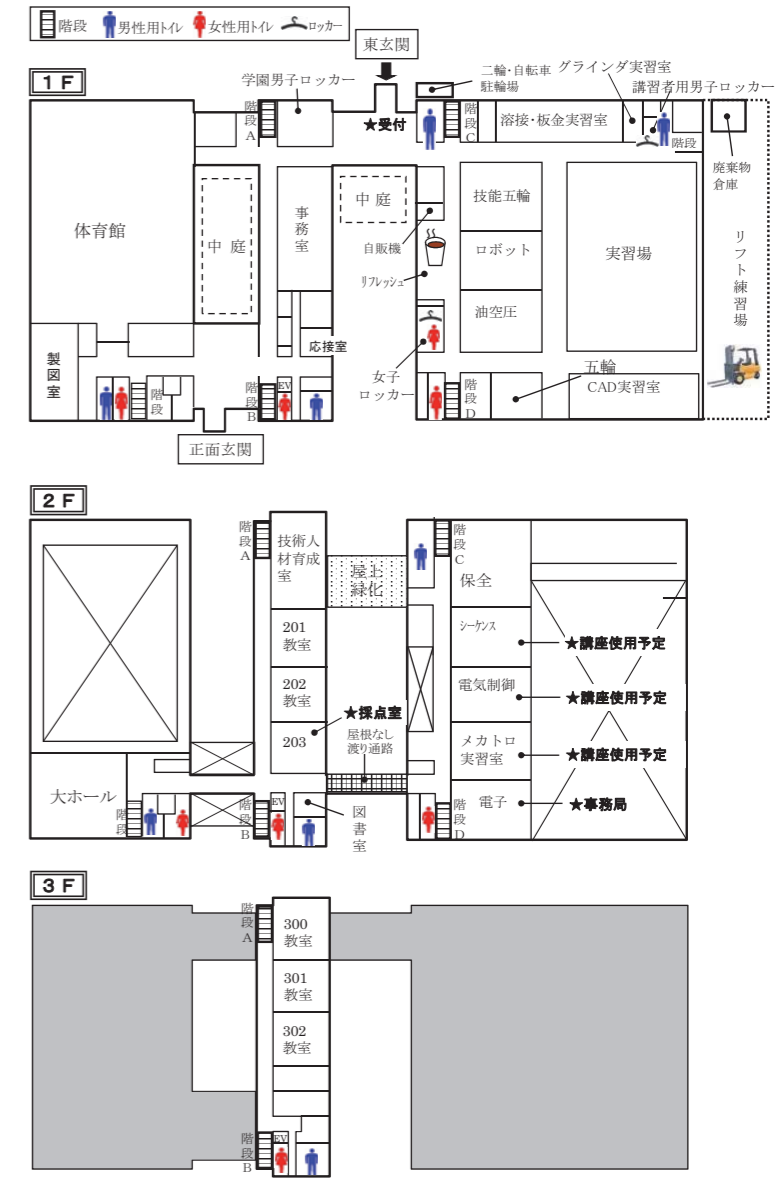 階段 男性用トイレ 女性用トイレ ロッカー
東玄関
1F
学園男子ロッカー
二輪・自転車
駐輪場
グラインダ実習室
講習者用男子ロッカー
階段A
★受付
階段C
溶接・板金実習室
階段
廃棄物
倉庫
体育館
中庭
事務室
中庭
自販機
リフレッシュ
技能五輪
ロボット
油空圧
実習場
リフト練習場
製図室
応接室
女子
ロッカー
五輪
CAD実習室
階段
階段B
EV
階段D
正面玄関
2F
階段A
技術人
材育成
室
屋上
緑化
階段C
保全
201
教室
シーケンス
★講座使用予定
202
教室
電気制御
★講座使用予定
★採点室
203
屋根なし
渡り通路
メカトロ
実習室
★講座使用予定
大ホール
階段
階段B
EV
図書室
階段D
電子
★事務局
3F
階段A
300
教室
301
教室
302
教室
階段B
EV